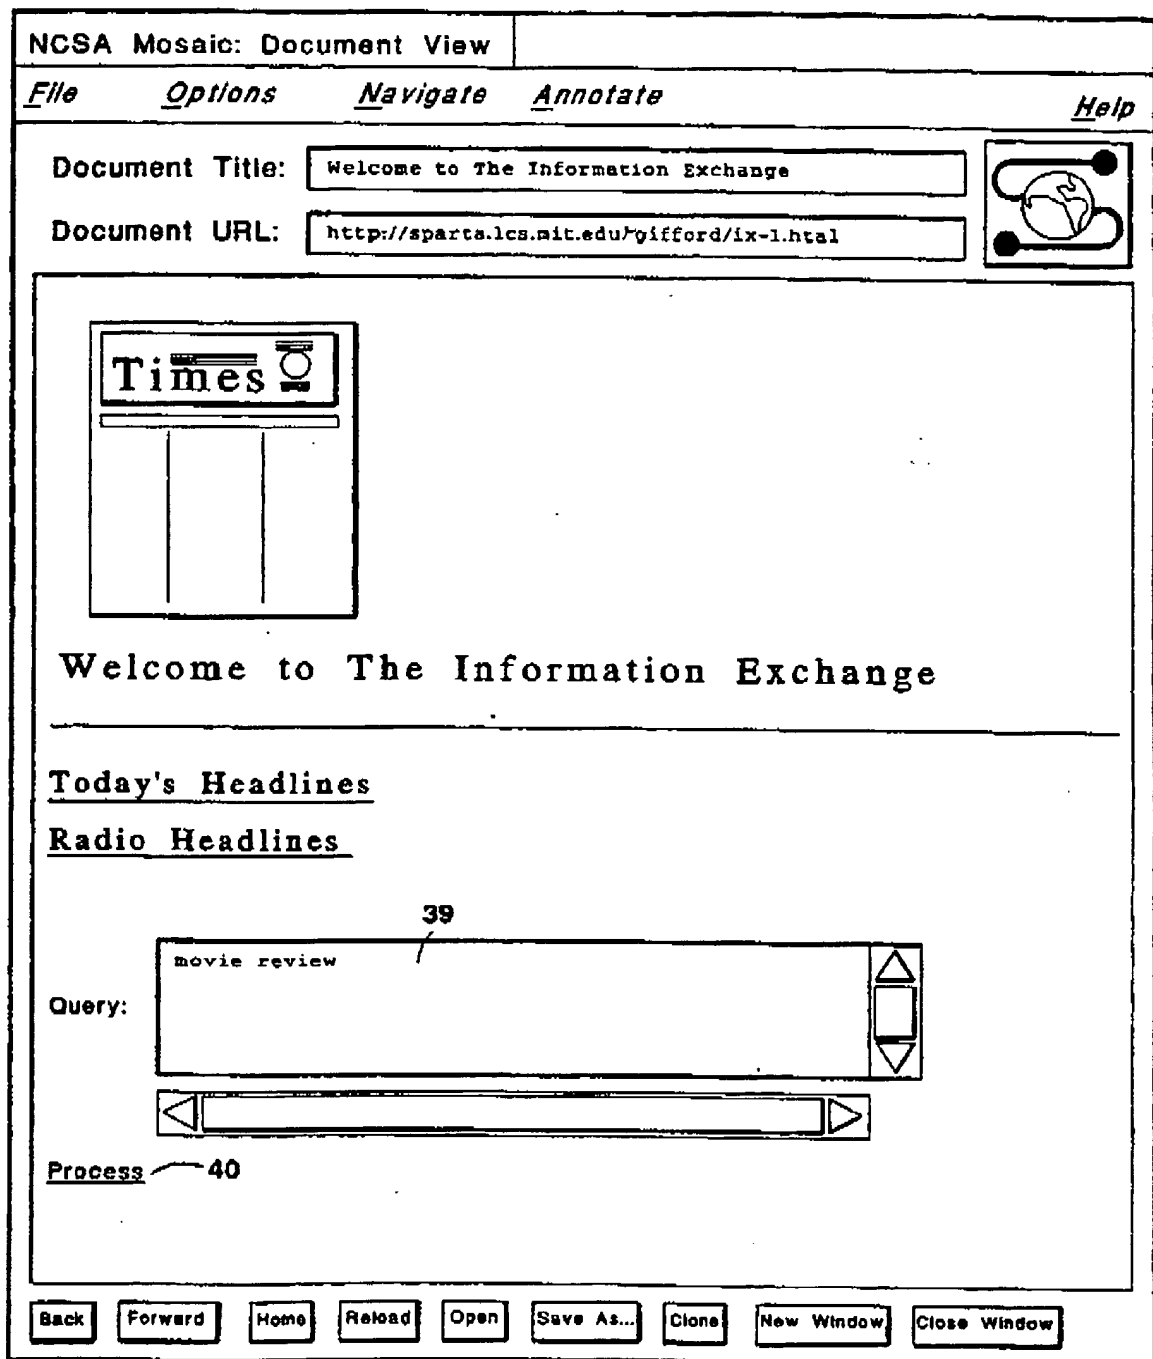 NCSA Mosaic: Document View
File Options Navigate Annotate Help
Document Title: Welcome to The Information Exchange
Document URL: http://sparta.lcs.mit.edu/~gifford/ix-1.html
Times
Welcome to The Information Exchange
Today's Headlines
Radio Headlines
39
movie review
Query:
Process 40
Back Forward Home Reload Open Save As... Clone New Window Close Window